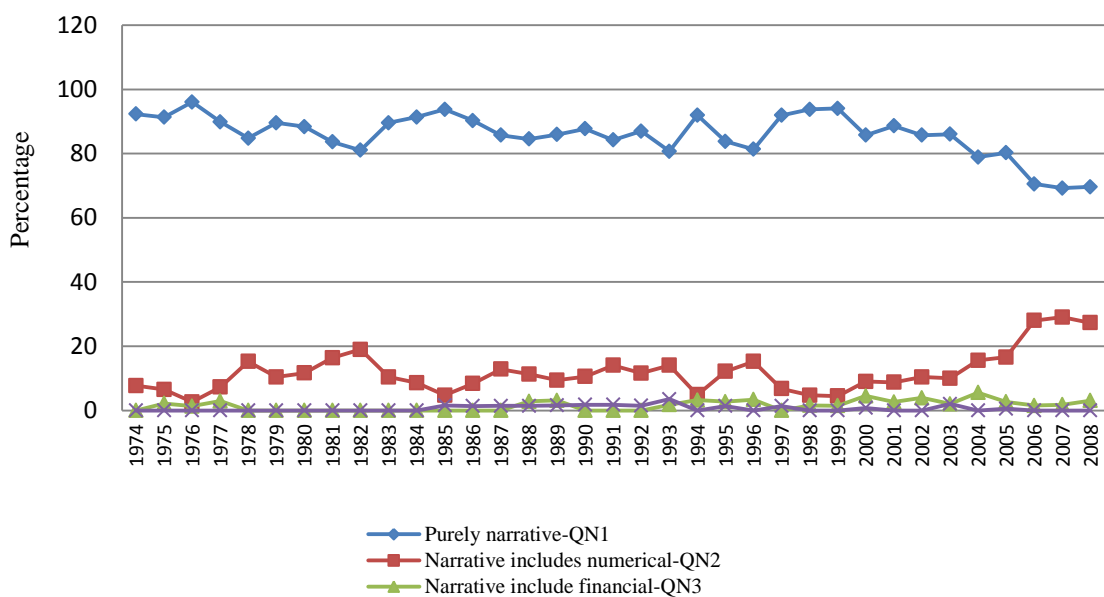 120
100
80
60
40
20
0
Percentage
1974 1975 1976 1977 1978 1979 1980 1981 1982 1983 1984 1985 1986 1987 1988 1989 1990 1991 1992 1993 1994 1995 1996 1997 1998 1999 2000 2001 2002 2003 2004 2005 2006 2007 2008
Purely narrative-QN1
Narrative includes numerical-QN2
Narrative include financial-QN3